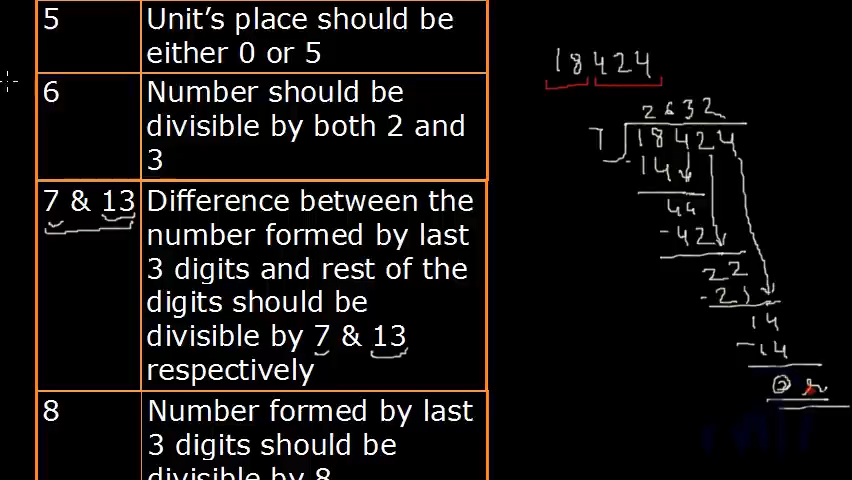 5
Unit's place should be
either 0 or 5
6
Number should be
divisible by both 2 and
3
7 & 13
Difference between the
number formed by last
3 digits and rest of the
digits should be
divisible by 7 & 13
respectively
8
Number formed by last
3 digits should be
divisible by 8
18424
2632
7 18424
-14
44
-42
22
-21
14
-14
0